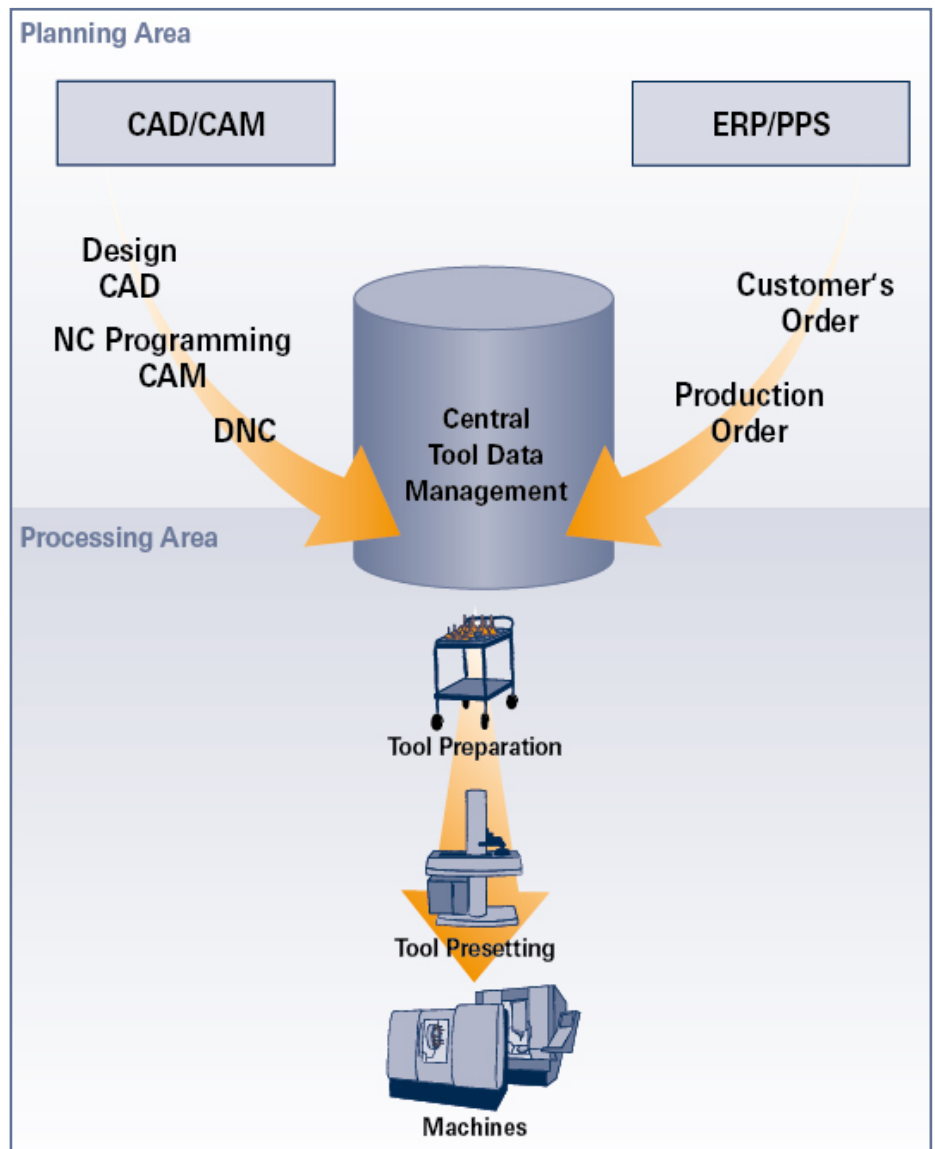 Planning Area
CAD/CAM
ERP/PPS
Design
CAD
NC Programming
CAM
DNC
Customer‘s
Order
Production
Order
Central
Tool Data
Management
Processing Area
Tool Preparation
Tool Presetting
Machines